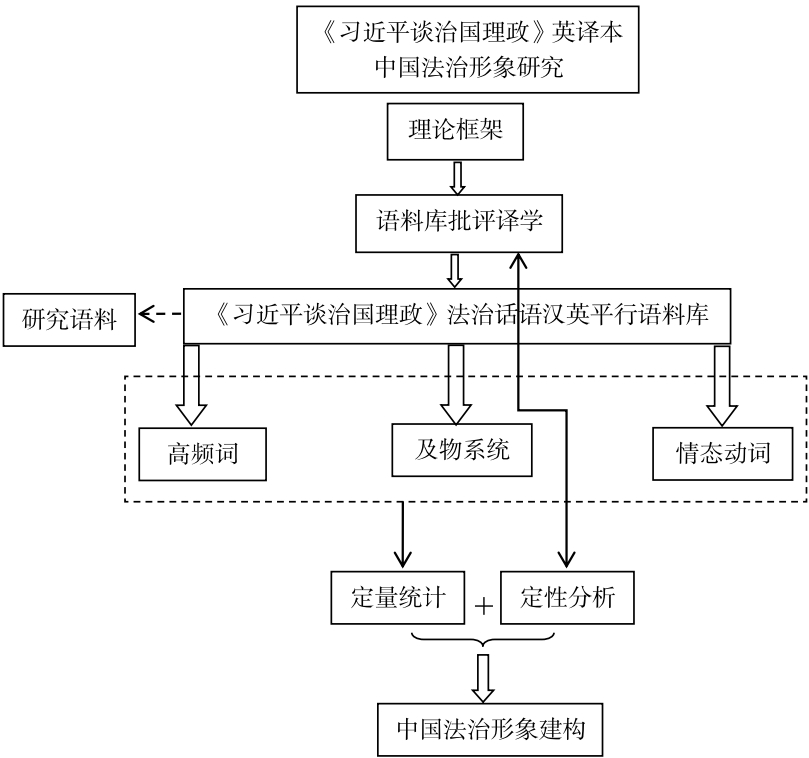 《习近平谈治国理政》英译本
中国法治形象研究
理论框架
语料库批评译学
研究语料
《习近平谈治国理政》法治话语汉英平行语料库
高频词
及物系统
情态动词
定量统计
+
定性分析
中国法治形象建构